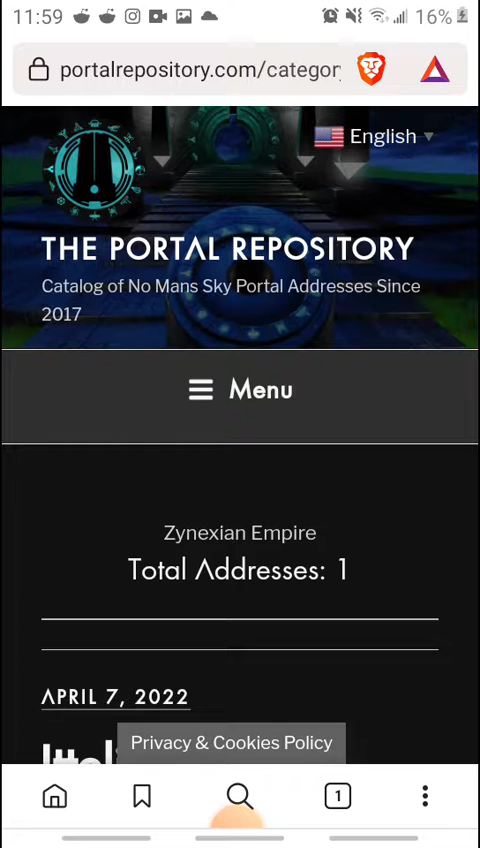 11:59
16%
portalrepository.com/categor
English
THE PORTAL REPOSITORY
Catalog of No Mans Sky Portal Addresses Since
2017
Menu
Zynexian Empire
Total Addresses: 1
APRIL 7, 2022
Privacy & Cookies Policy
1